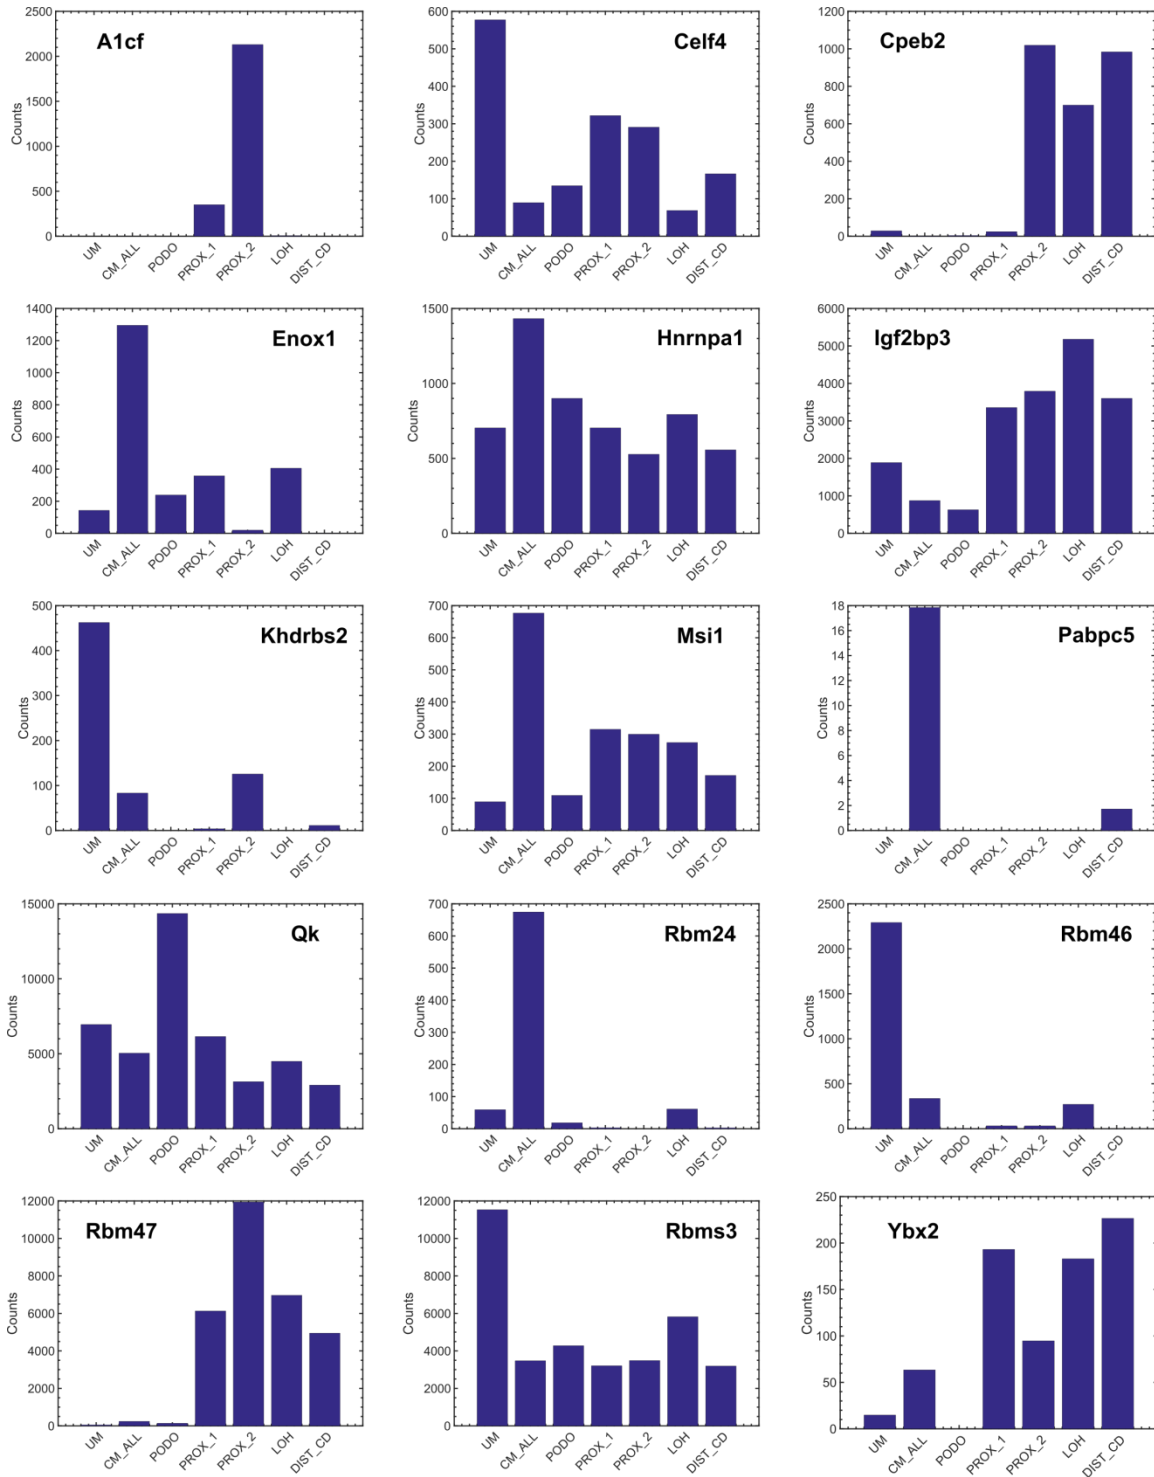 A1cf
Counts
2500
2000
1500
1000
500
0
UM
CM_ALL
PODO
PROX_1
PROX_2
LOH
DIST_CD
Celf4
Counts
600
500
400
300
200
100
0
UM
CM_ALL
PODO
PROX_1
PROX_2
LOH
DIST_CD
Cpeb2
Counts
1200
1000
800
600
400
200
0
UM
CM_ALL
PODO
PROX_1
PROX_2
LOH
DIST_CD
Enox1
Counts
1400
1200
1000
800
600
400
200
0
UM
CM_ALL
PODO
PROX_1
PROX_2
LOH
DIST_CD
Hnrnpa1
Counts
1500
1000
500
0
UM
CM_ALL
PODO
PROX_1
PROX_2
LOH
DIST_CD
Igf2bp3
Counts
6000
5000
4000
3000
2000
1000
0
UM
CM_ALL
PODO
PROX_1
PROX_2
LOH
DIST_CD
Khdrbs2
Counts
500
400
300
200
100
0
UM
CM_ALL
PODO
PROX_1
PROX_2
LOH
DIST_CD
Msi1
Counts
700
600
500
400
300
200
100
0
UM
CM_ALL
PODO
PROX_1
PROX_2
LOH
DIST_CD
Pabpc5
Counts
18
16
14
12
10
8
6
4
2
0
UM
CM_ALL
PODO
PROX_1
PROX_2
LOH
DIST_CD
Qk
Counts
15000
10000
5000
0
UM
CM_ALL
PODO
PROX_1
PROX_2
LOH
DIST_CD
Rbm24
Counts
700
600
500
400
300
200
100
0
UM
CM_ALL
PODO
PROX_1
PROX_2
LOH
DIST_CD
Rbm46
Counts
2500
2000
1500
1000
500
0
UM
CM_ALL
PODO
PROX_1
PROX_2
LOH
DIST_CD
Rbm47
Counts
12000
10000
8000
6000
4000
2000
0
UM
CM_ALL
PODO
PROX_1
PROX_2
LOH
DIST_CD
Rbms3
Counts
12000
10000
8000
6000
4000
2000
0
UM
CM_ALL
PODO
PROX_1
PROX_2
LOH
DIST_CD
Ybx2
Counts
250
200
150
100
50
0
UM
CM_ALL
PODO
PROX_1
PROX_2
LOH
DIST_CD